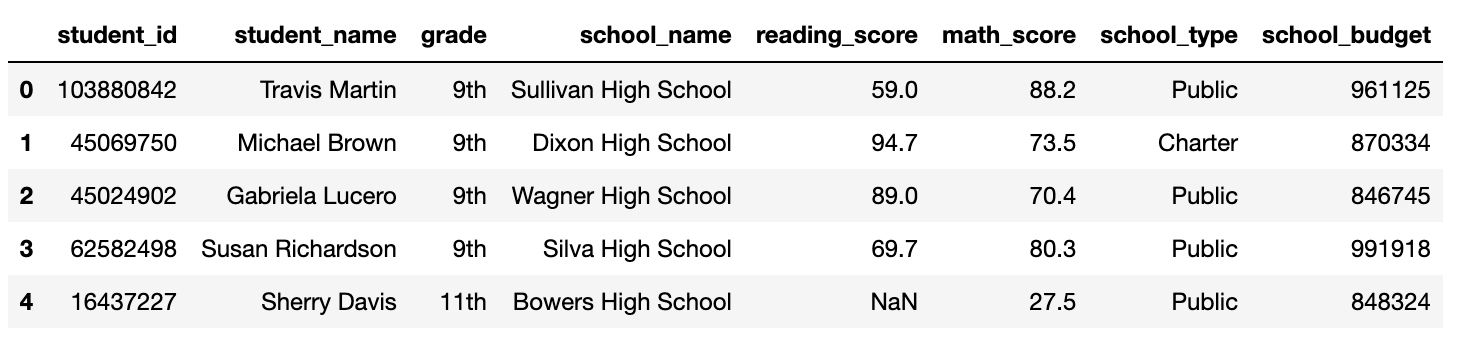 student_id student_name grade school_name reading_score math_score school_type school_budget
0 103880842 Travis Martin 9th Sullivan High School 59.0 88.2 Public 961125
1 45069750 Michael Brown 9th Dixon High School 94.7 73.5 Charter 870334
2 45024902 Gabriela Lucero 9th Wagner High School 89.0 70.4 Public 846745
3 62582498 Susan Richardson 9th Silva High School 69.7 80.3 Public 991918
4 16437227 Sherry Davis 11th Bowers High School NaN 27.5 Public 848324